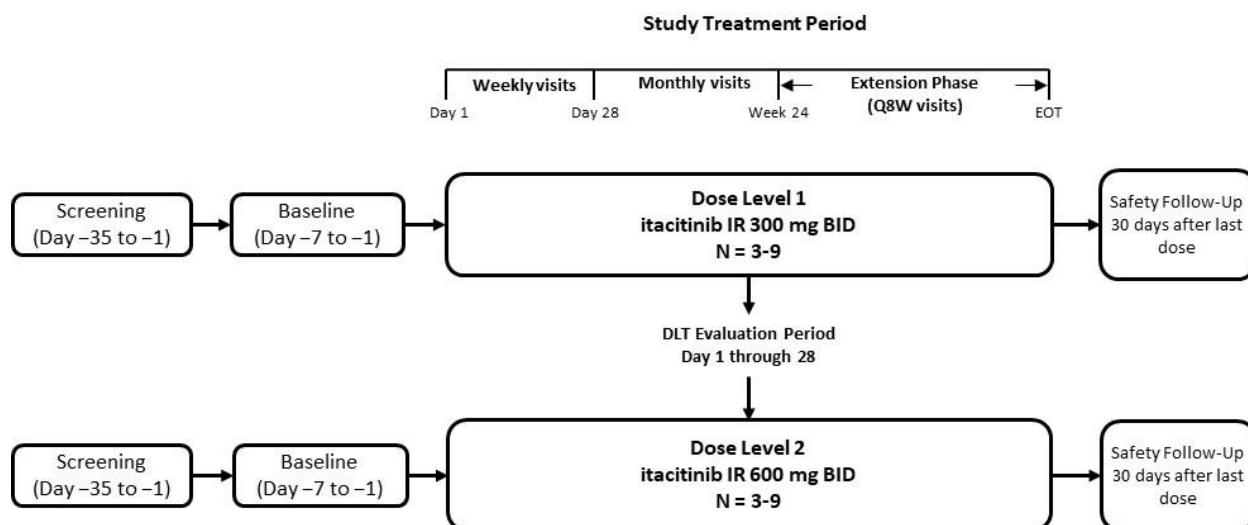 Study Treatment Period
Weekly visits
Monthly visits
Extension Phase
(Q8W visits)
Day 1
Day 28
Week 24
EOT
Screening
(Day –35 to –1)
Baseline
(Day –7 to –1)
Dose Level 1
itacitinib IR 300 mg BID
N = 3-9
Safety Follow-Up
30 days after last
dose
DLT Evaluation Period
Day 1 through 28
Screening
(Day –35 to –1)
Baseline
(Day –7 to –1)
Dose Level 2
itacitinib IR 600 mg BID
N = 3-9
Safety Follow-Up
30 days after last
dose